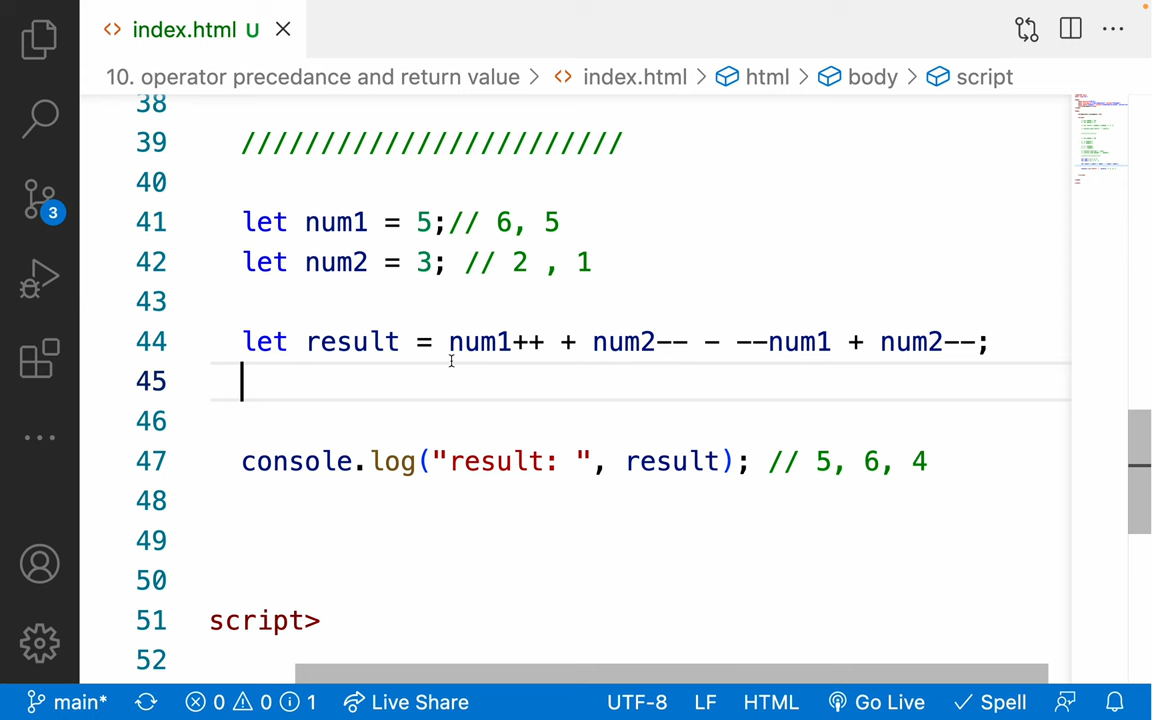 index.html U
10. operator precedance and return value > index.html > html > body > script
38
39 ////////////////////////
40
41 let num1 = 5;// 6, 5
42 let num2 = 3; // 2 , 1
43
44 let result = num1++ + num2-- - --num1 + num2--;
45
46
47 console.log("result: ", result); // 5, 6, 4
48
49
50
51 script>
52
3
main* 0 0 1 Live Share UTF-8 LF HTML Go Live Spell